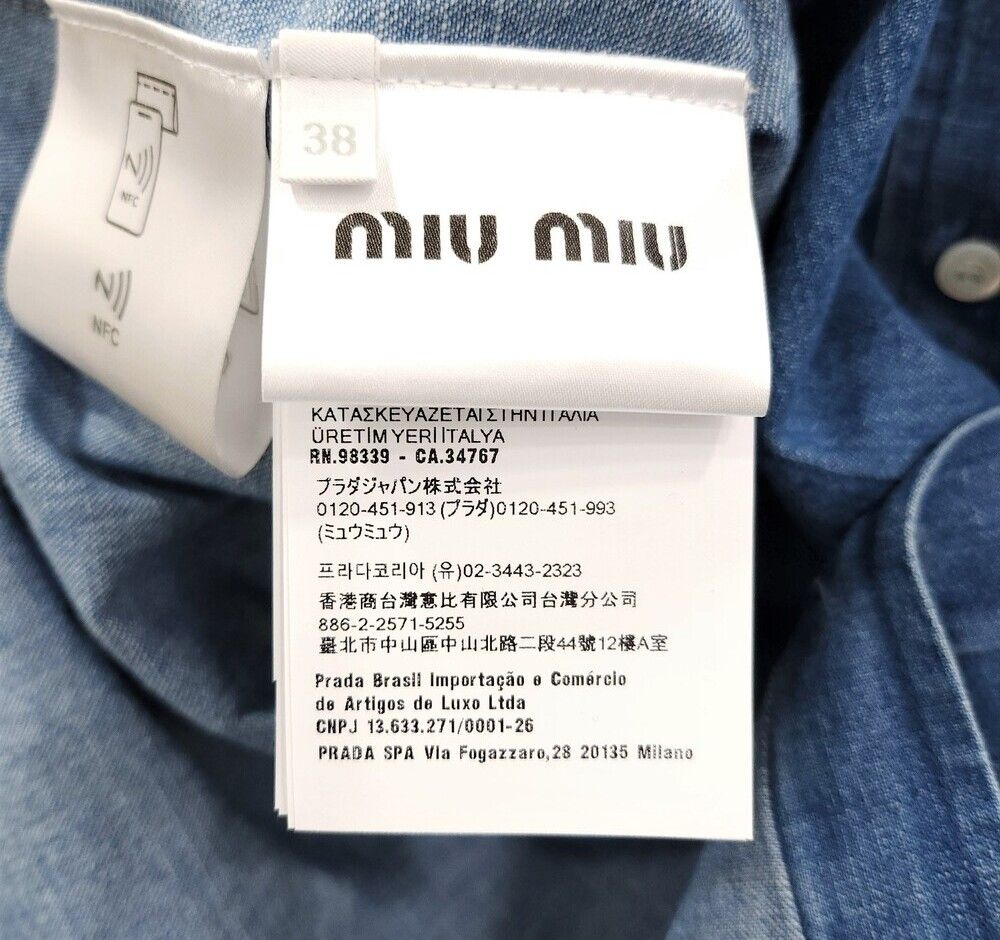 NFC
NFC
38
miu miu
ΚΑΤΑΣΚΕΥΑΖΕΤΑΙ ΣΤΗΝ ΙΤΑΛΙΑ
ÜRETİM YERİ İTALYA
RN.98339 - CA.34767
プラダジャパン株式会社
0120-451-913 (プラダ)0120-451-993
(ミュウミュウ)
프라다코리아 (유)02-3443-2323
香港商台灣意比有限公司台灣分公司
886-2-2571-5255
臺北市中山區中山北路二段44號12樓A室
Prada Brasil Importação e Comércio
de Artigos de Luxo Ltda
CNPJ 13.633.271/0001-26
PRADA SPA Via Fogazzaro,28 20135 Milano